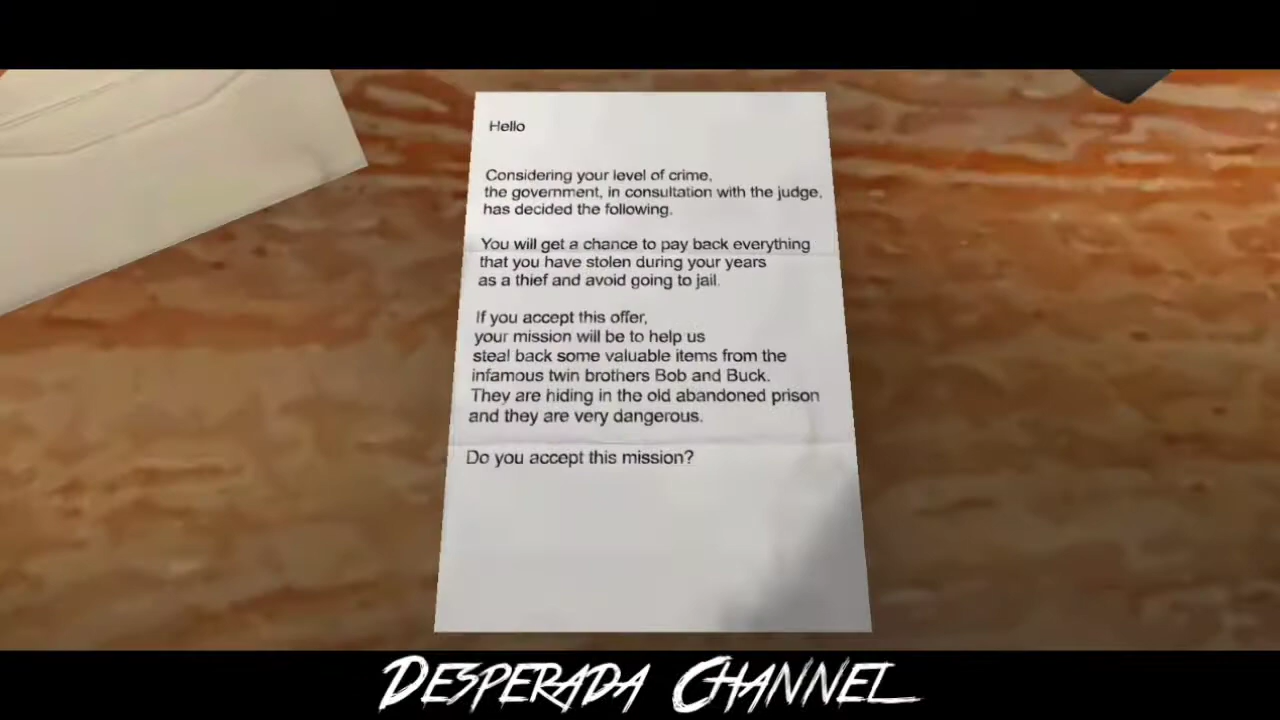 Hello
Considering your level of crime,
the government, in consultation with the judge,
has decided the following.
You will get a chance to pay back everything
that you have stolen during your years
as a thief and avoid going to jail.
If you accept this offer,
your mission will be to help us
steal back some valuable items from the
infamous twin brothers Bob and Buck.
They are hiding in the old abandoned prison
and they are very dangerous.
Do you accept this mission?
DESPERADA CHANNEL